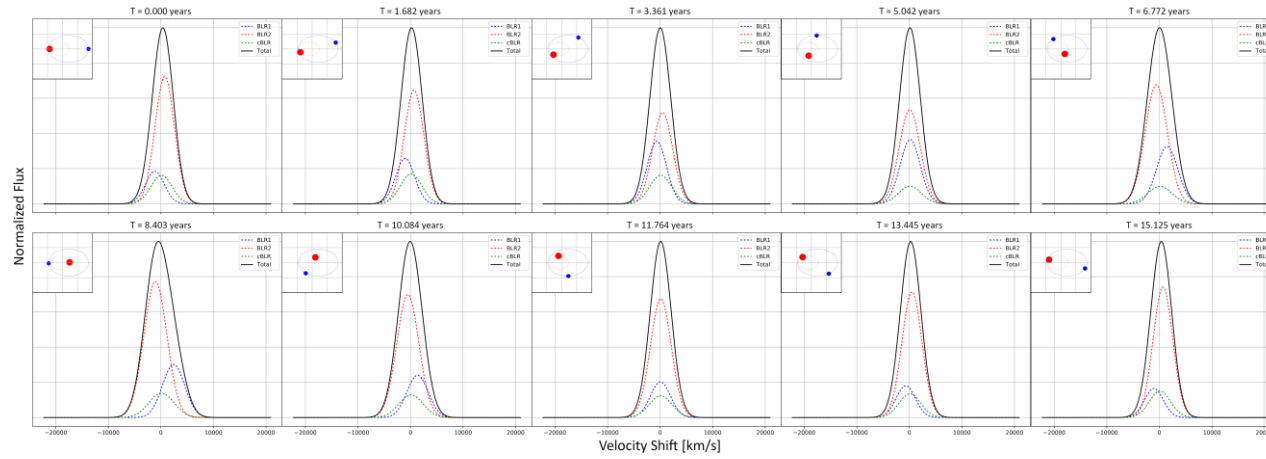 T = 0.000 years
T = 1.682 years
T = 3.361 years
T = 5.042 years
T = 6.772 years
BLR1
BLR2
cBLR
Total
BLR1
BLR2
cBLR
Total
BLR1
BLR2
cBLR
Total
BLR1
BLR2
cBLR
Total
BLR1
BLR2
cBLR
Total
Normalized Flux
T = 8.403 years
T = 10.084 years
T = 11.764 years
T = 13.445 years
T = 15.125 years
BLR1
BLR2
cBLR
Total
BLR1
BLR2
cBLR
Total
BLR1
BLR2
cBLR
Total
BLR1
BLR2
cBLR
Total
BLR1
BLR2
cBLR
Total
−20000 −10000 0 10000 20000
−20000 −10000 0 10000 20000
−20000 −10000 0 10000 20000
−20000 −10000 0 10000 20000
−20000 −10000 0 10000
Velocity Shift [km/s]